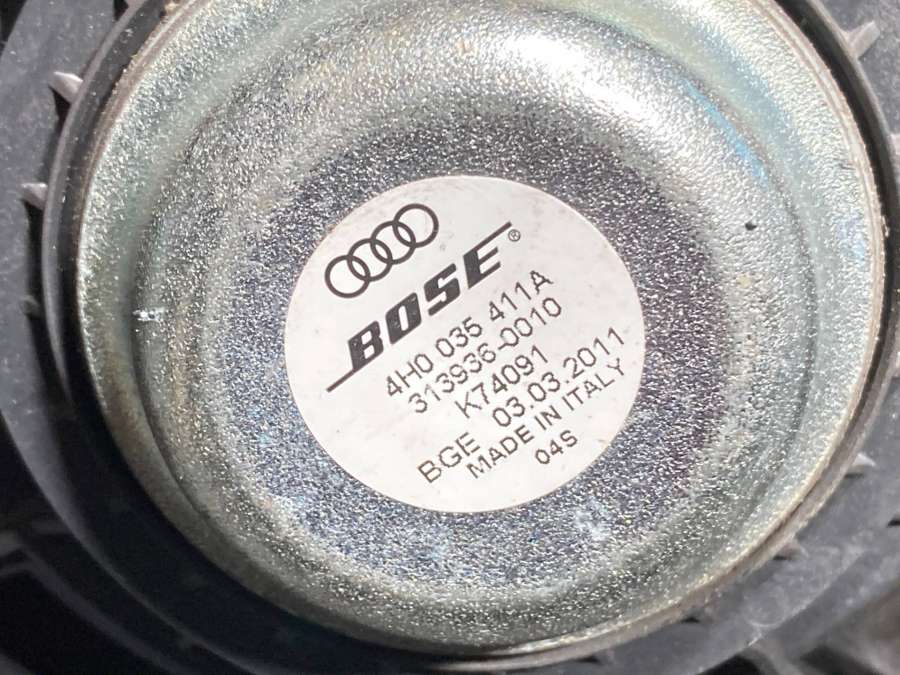 BOSE®
4H0 035 411A
313936-0010
K74091
BGE 03.03.2011
MADE IN ITALY
04S